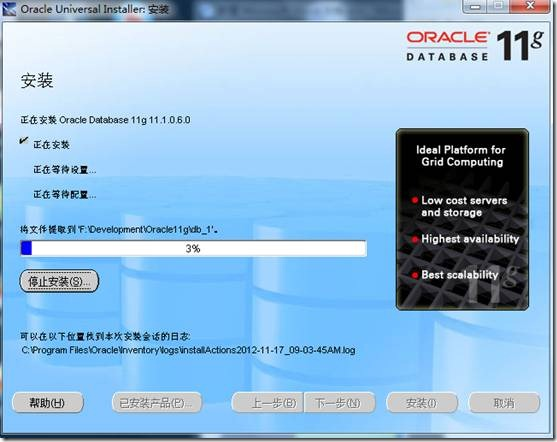 Oracle Universal Installer: 安装
ORACLE
DATABASE 11g
安装
正在安装 Oracle Database 11g 11.1.0.6.0
正在安装
正在等待设置...
正在等待配置...
将文件提取到 'F:\Development\Oracle11g\db_1'。
3%
停止安装(S)...
Ideal Platform for
Grid Computing
Low cost servers
and storage
Highest availability
Best scalability
11g
可以在以下位置找到本次安装会话的日志:
C:\Program Files\Oracle\Inventory\logs\installActions2012-11-17_09-03-45AM.log
帮助(H) 已安装产品(P)... 上一步(B) 下一步(N) 安装(I) 取消